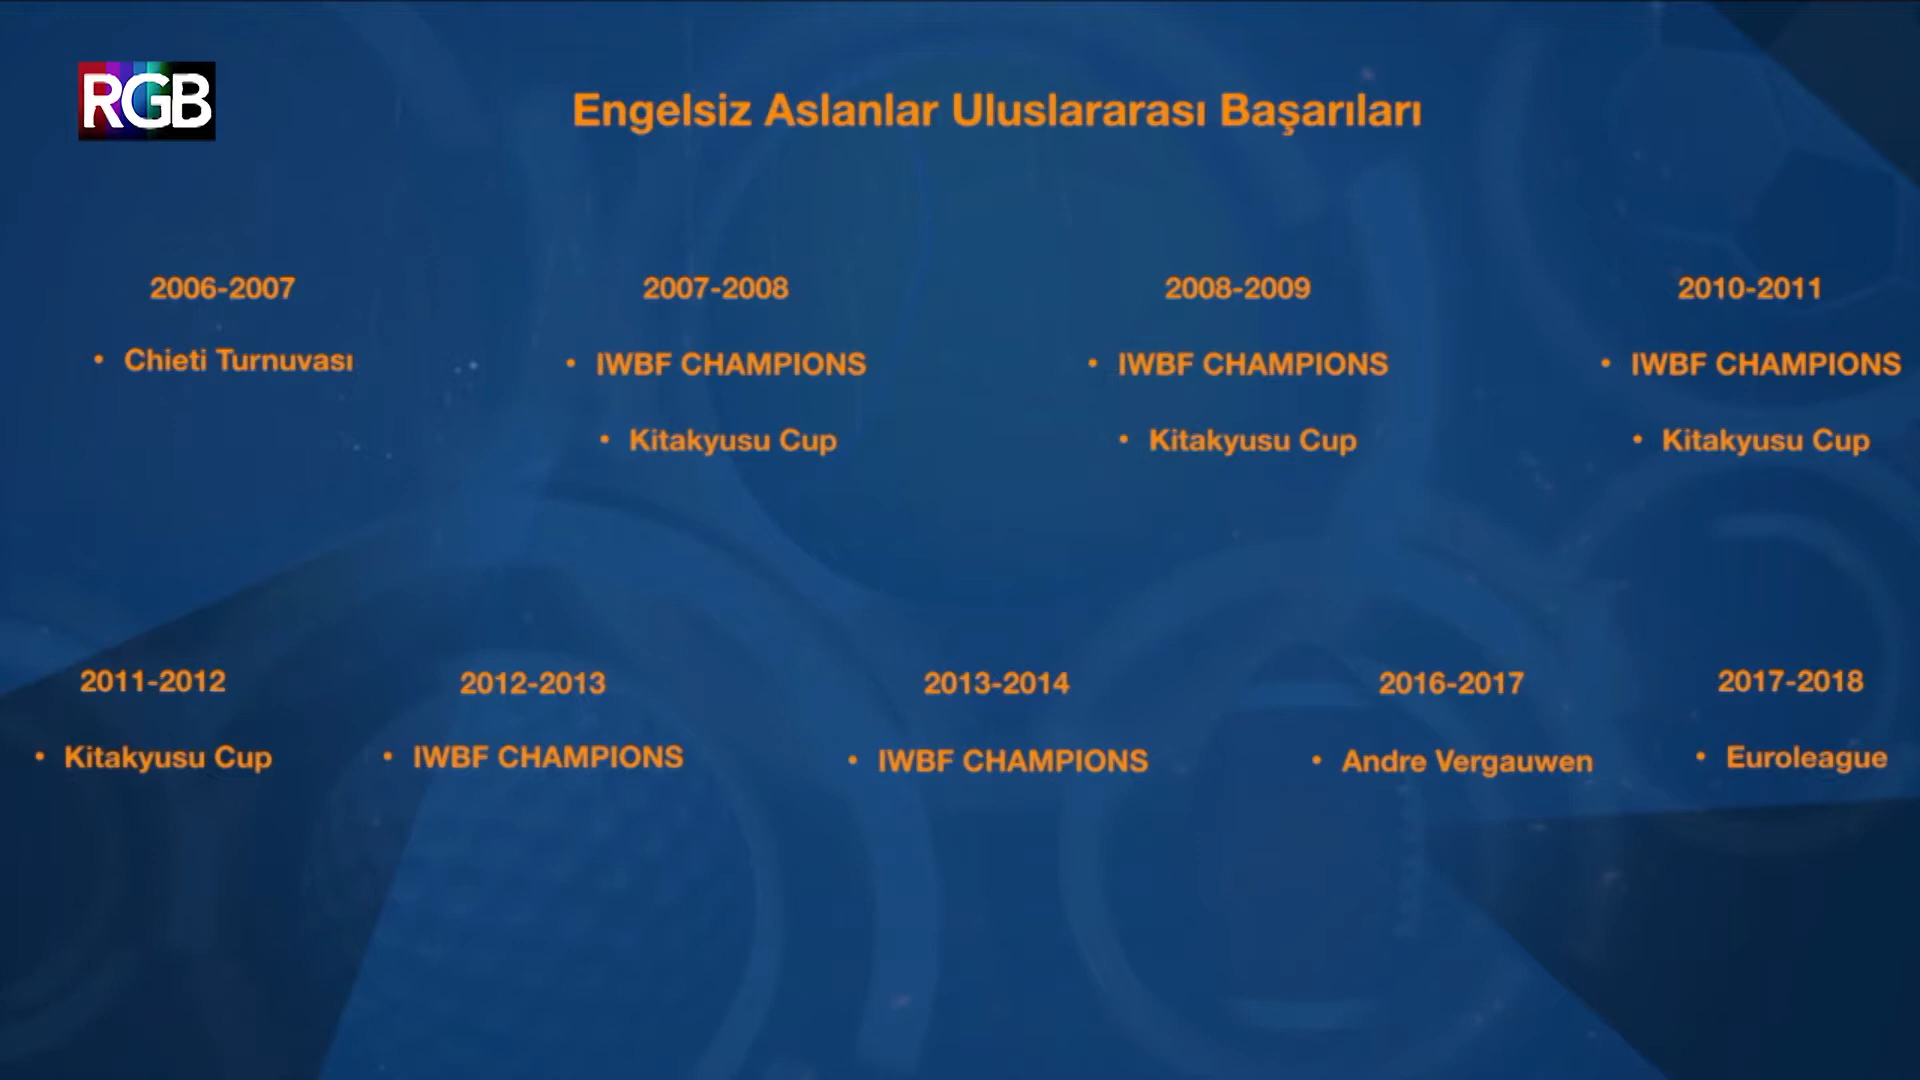 RGB
Engelsiz Aslanlar Uluslararası Başarıları
2006-2007
• Chieti Turnuvası
2007-2008
• IWBF CHAMPIONS
• Kitakyusu Cup
2008-2009
• IWBF CHAMPIONS
• Kitakyusu Cup
2010-2011
• IWBF CHAMPIONS
• Kitakyusu Cup
2011-2012
• Kitakyusu Cup
2012-2013
• IWBF CHAMPIONS
2013-2014
• IWBF CHAMPIONS
2016-2017
• Andre Vergauwen
2017-2018
• Euroleague